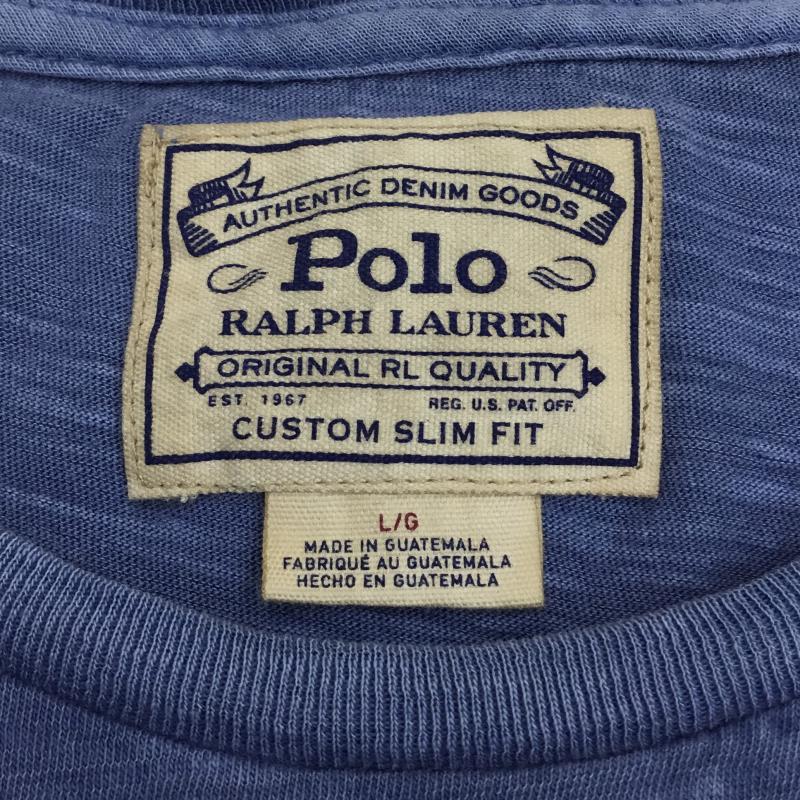 AUTHENTIC DENIM GOODS
Polo
RALPH LAUREN
ORIGINAL RL QUALITY
EST. 1967 REG. U.S. PAT. OFF.
CUSTOM SLIM FIT
L/G
MADE IN GUATEMALA
FABRIQUÉ AU GUATEMALA
HECHO EN GUATEMALA